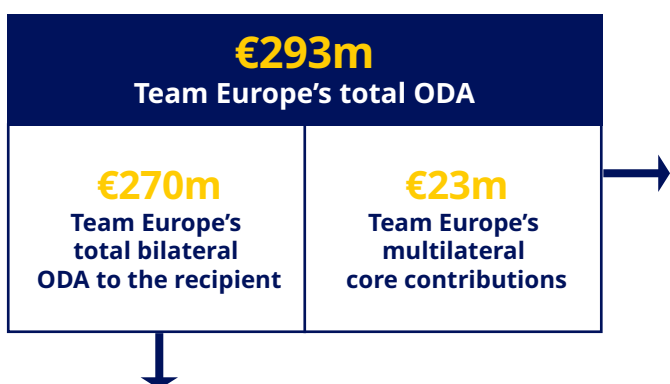 €293m
Team Europe's total ODA
€270m
Team Europe's
total bilateral
ODA to the recipient
€23m
Team Europe's
multilateral
core contributions